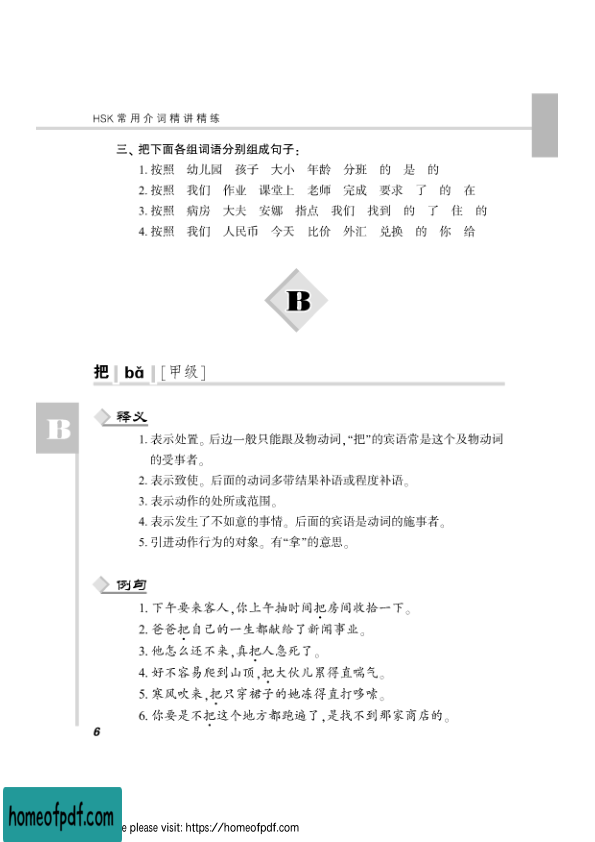 HSK常用介词精讲精练
三、把下面各组词语分别组成句子：
1. 按照 幼儿园 孩子 大小 年龄 分班 的 是 的
2. 按照 我们 作业 课堂上 老师 完成 要求 了 的 在
3. 按照 病房 大夫 安娜 指点 我们 找到 的 了 住 的
4. 按照 我们 人民币 今天 比价 外汇 兑换 的 你 给
B
把 bǎ [甲级]
B
释义
1. 表示处置。后边一般只能跟及物动词，“把”的宾语常是这个及物动词
的受事者。
2. 表示致使。后面的动词多带结果补语或程度补语。
3. 表示动作的处所或范围。
4. 表示发生了不如意的事情。后面的宾语是动词的施事者。
5. 引进动作行为的对象。有“拿”的意思。
例句
1. 下午要来客人，你上午抽时间把房间收拾一下。
2. 爸爸把自己的一生都献给了新闻事业。
3. 他怎么还不来，真把人急死了。
4. 好不容易爬到山顶，把大伙儿累得直喘气。
5. 寒风吹来，把只穿裙子的她冻得直打哆嗦。
6. 你要是不把这个地方都跑遍了，是找不到那家商店的。
6
homeofpdf.com
please visit: https://homeofpdf.com